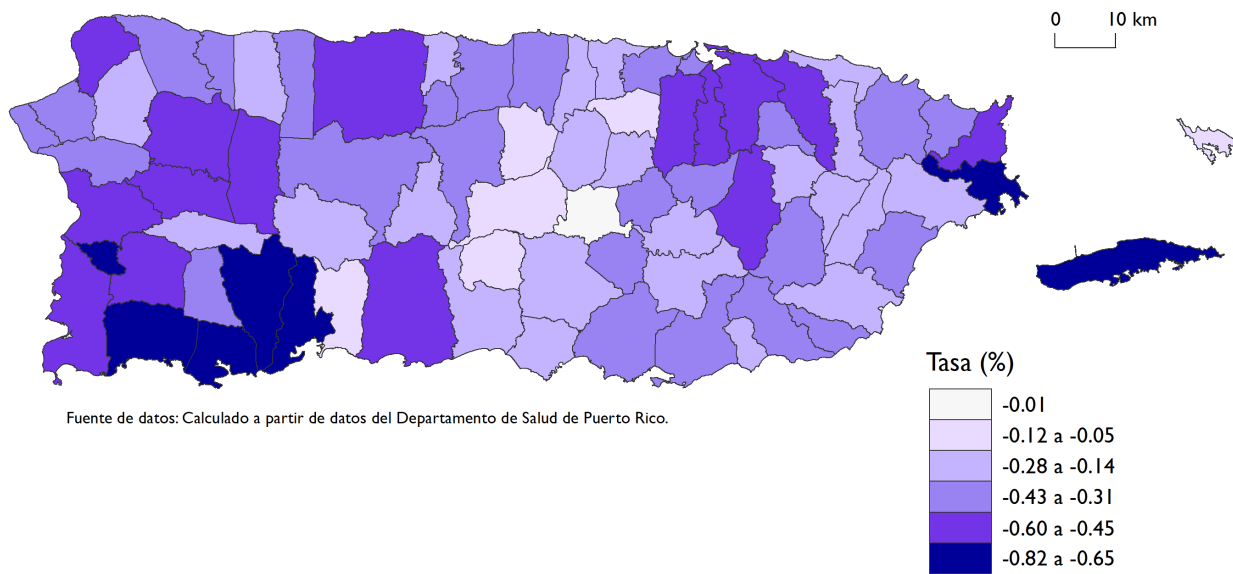 0 10 km
Fuente de datos: Calculado a partir de datos del Departamento de Salud de Puerto Rico.
Tasa (%)
-0.01
-0.12 a -0.05
-0.28 a -0.14
-0.43 a -0.31
-0.60 a -0.45
-0.82 a -0.65